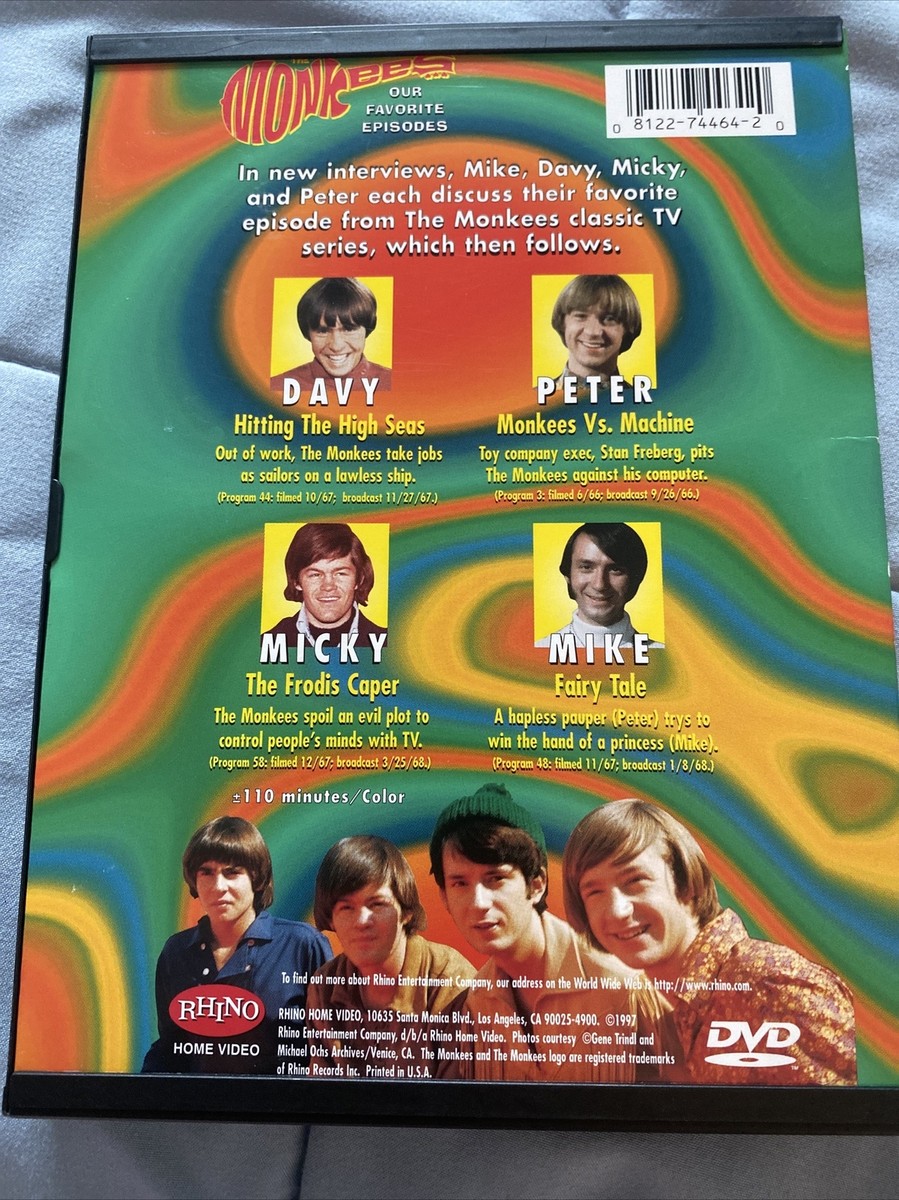 THE
MONKEES
OUR
FAVORITE
EPISODES
0 8122-74464-2 0
In new interviews, Mike, Davy, Micky,
and Peter each discuss their favorite
episode from The Monkees classic TV
series, which then follows.
DAVY
Hitting The High Seas
Out of work, The Monkees take jobs
as sailors on a lawless ship.
(Program 44: filmed 10/67; broadcast 11/27/67.)
PETER
Monkees Vs. Machine
Toy company exec, Stan Freberg, pits
The Monkees against his computer.
(Program 3: filmed 6/66; broadcast 9/26/66.)
MICKY
The Frodis Caper
The Monkees spoil an evil plot to
control people's minds with TV.
(Program 58: filmed 12/67; broadcast 3/25/68.)
MIKE
Fairy Tale
A hapless pauper (Peter) trys to
win the hand of a princess (Mike).
(Program 48: filmed 11/67; broadcast 1/8/68.)
±110 minutes/Color
To find out more about Rhino Entertainment Company, our address on the World Wide Web is http://www.rhino.com.
RHINO
HOME VIDEO
RHINO HOME VIDEO, 10635 Santa Monica Blvd., Los Angeles, CA 90025-4900. ©1997
Rhino Entertainment Company, d/b/a Rhino Home Video. Photos courtesy ©Gene Trindl and
Michael Ochs Archives/Venice, CA. The Monkees and The Monkees logo are registered trademarks
of Rhino Records Inc. Printed in U.S.A.
DVD
TM